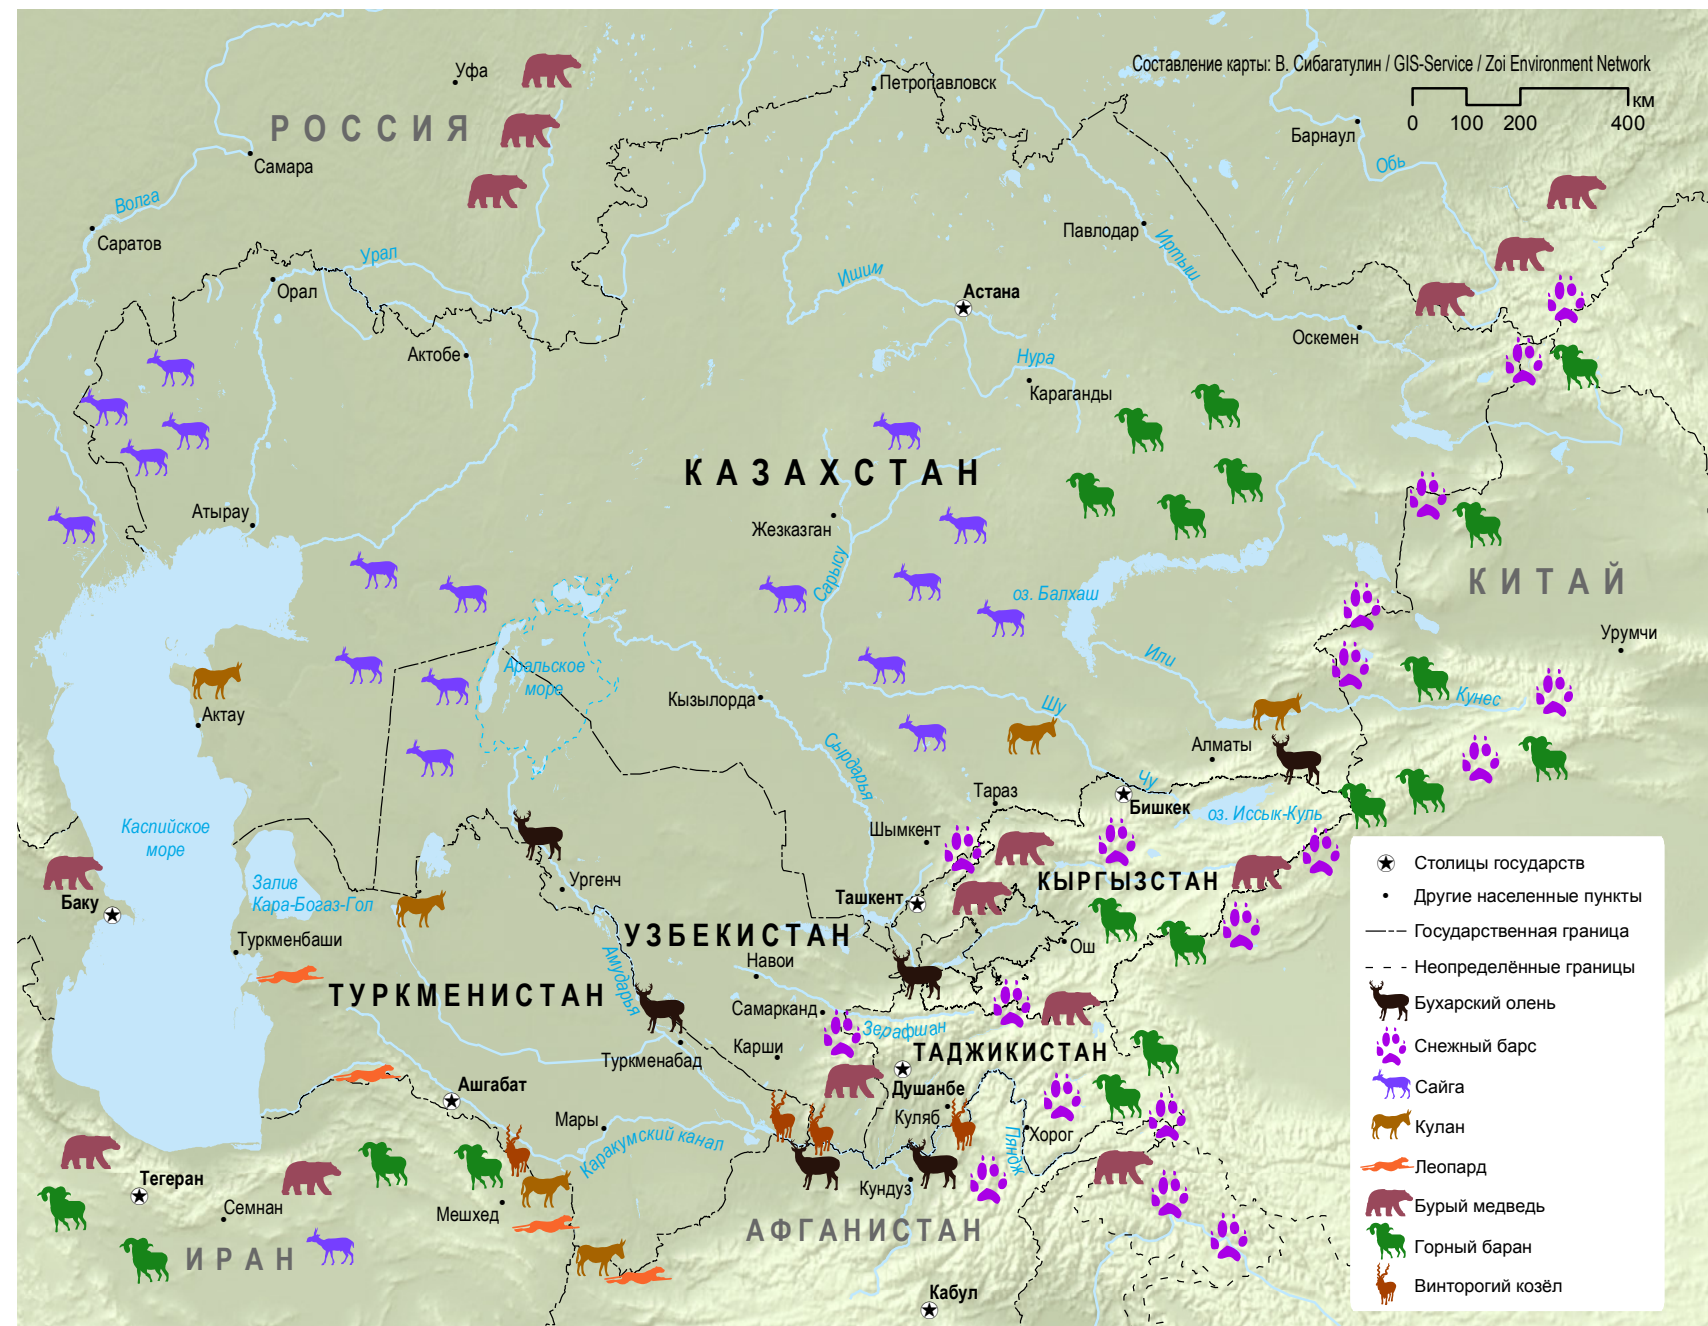 Составление карты: В. Сибагатулин / GIS-Service / Zoi Environment Network
км
0 100 200 400
Уфа
Петропавловск
РОССИЯ
Барнаул
Обь
Самара
Волга
Саратов
Павлодар
Иртыш
Урал
Ишим
Орал
Астана
Оскемен
Актобе
Нура
Караганды
КАЗАХСТАН
Атырау
Жезказган
Сарысу
оз. Балхаш
КИТАЙ
Урумчи
Аральское
море
Или
Кунес
Кызылорда
Шу
Актау
Сырдарья
Алматы
Чу
Тараз
Бишкек
оз. Иссык-Куль
Каспийское
море
Шымкент
КЫРГЫЗСТАН
Залив
Кара-Богаз-Гол
Ургенч
Ташкент
Баку
УЗБЕКИСТАН
Ош
Туркменбаши
Навои
Амударья
ТУРКМЕНИСТАН
Самарканд
Зерафшан
Карши
ТАДЖИКИСТАН
Туркменабад
Душанбе
Ашгабат
Куляб
Мары
Каракумский канал
Хорог
Пяндж
Тегеран
Кундуз
Семнан
Мешхед
АФГАНИСТАН
ИРАН
Кабул
Столицы государств
Другие населенные пункты
Государственная граница
Неопределённые границы
Бухарский олень
Снежный барс
Сайга
Кулан
Леопард
Бурый медведь
Горный баран
Винторогий козёл